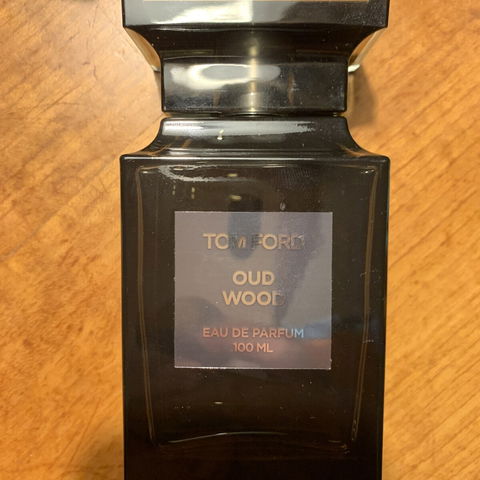 TOM FORD
OUD
WOOD
EAU DE PARFUM
100 ML